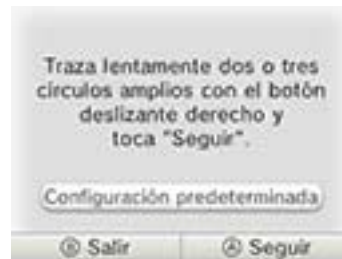 Traza lentamente dos o tres
círculos amplios con el botón
deslizante derecho y
toca "Seguir".
Configuración predeterminada
Ⓑ Salir Ⓐ Seguir